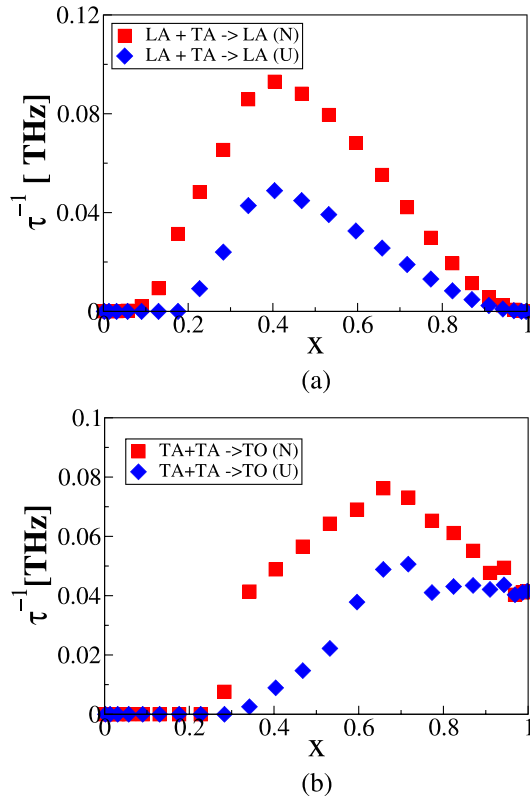 LA + TA -> LA (N)
LA + TA -> LA (U)
0.12
0.08
0.04
0
τ⁻¹ [ THz]
0 0.2 0.4 0.6 0.8 1
X
(a)
TA+TA ->TO (N)
TA+TA ->TO (U)
0.1
0.08
0.06
0.04
0.02
0
τ⁻¹[THz]
0 0.2 0.4 0.6 0.8 1
X
(b)